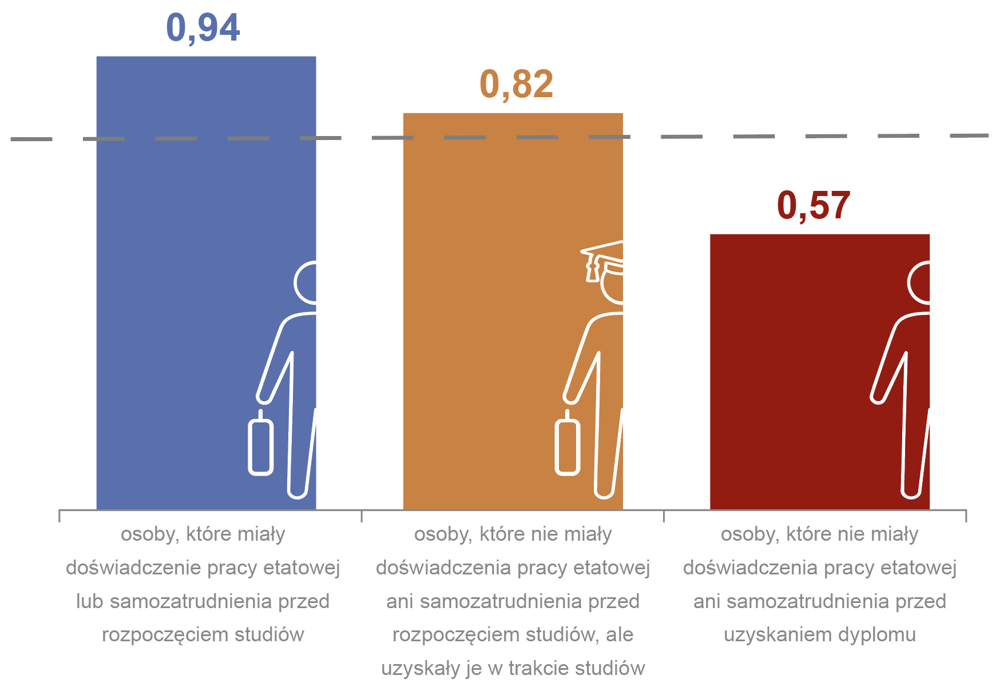 0,94
0,82
0,57
osoby, które miały
doświadczenie pracy etatowej
lub samozatrudnienia przed
rozpoczęciem studiów
osoby, które nie miały
doświadczenia pracy etatowej
ani samozatrudnienia przed
rozpoczęciem studiów, ale
uzyskały je w trakcie studiów
osoby, które nie miały
doświadczenia pracy etatowej
ani samozatrudnienia przed
uzyskaniem dyplomu